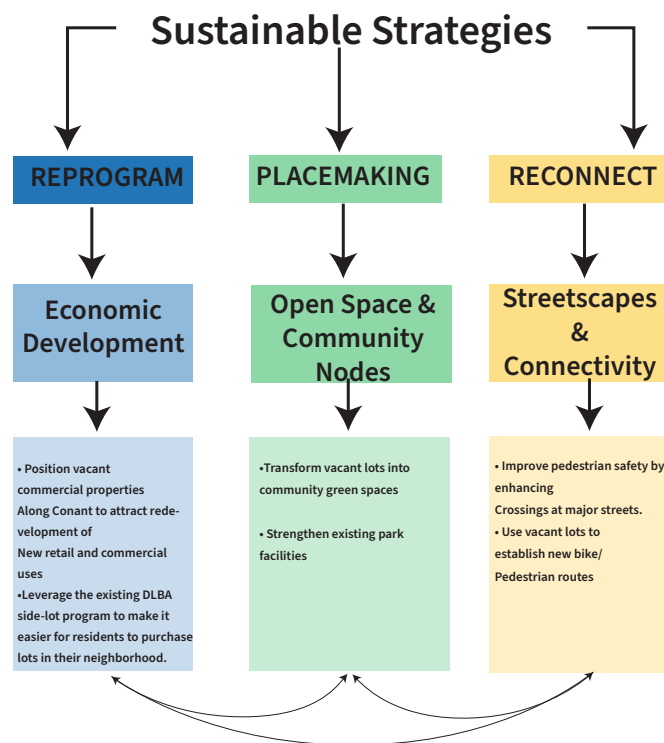 Sustainable Strategies
REPROGRAM
PLACEMAKING
RECONNECT
Economic
Development
Open Space &
Community
Nodes
Streetscapes
&
Connectivity
• Position vacant
commercial properties
Along Conant to attract rede-
velopment of
New retail and commercial
uses
•Leverage the existing DLBA
side-lot program to make it
easier for residents to purchase
lots in their neighborhood.
•Transform vacant lots into
community green spaces
• Strengthen existing park
facilities
• Improve pedestrian safety by
enhancing
Crossings at major streets.
• Use vacant lots to
establish new bike/
Pedestrian routes